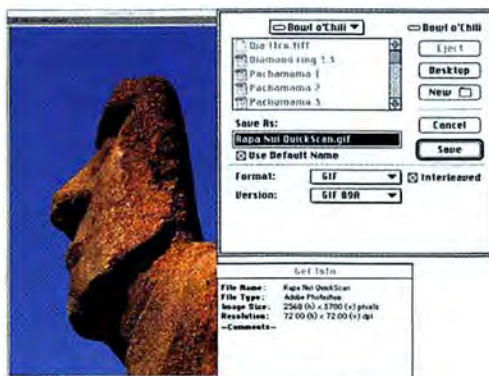 Bowl o'Chili
Bowl o'Chili
Diamond ring 3.3
Pachamama 1
Pachamama 2
Pachamama 3
Eject
Desktop
New
Save As:
Rapa Nui QuickScan.gif
Use Default Name
Cancel
Save
Format: GIF
Interleaved
Version: GIF 89A
Get Info
File Name: Rapa Nui QuickScan
File Type: Adobe Photoshop
Image Size: 2560 (h) x 3700 (v) pixels
Resolution: 72.00 (h) x 72.00 (v) dpi
~Comments~